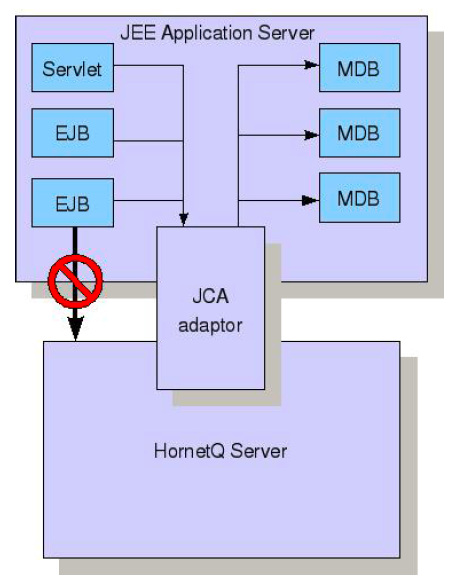 JEE Application Server
Servlet
MDB
EJB
MDB
EJB
MDB
JCA
adaptor
HornetQ Server